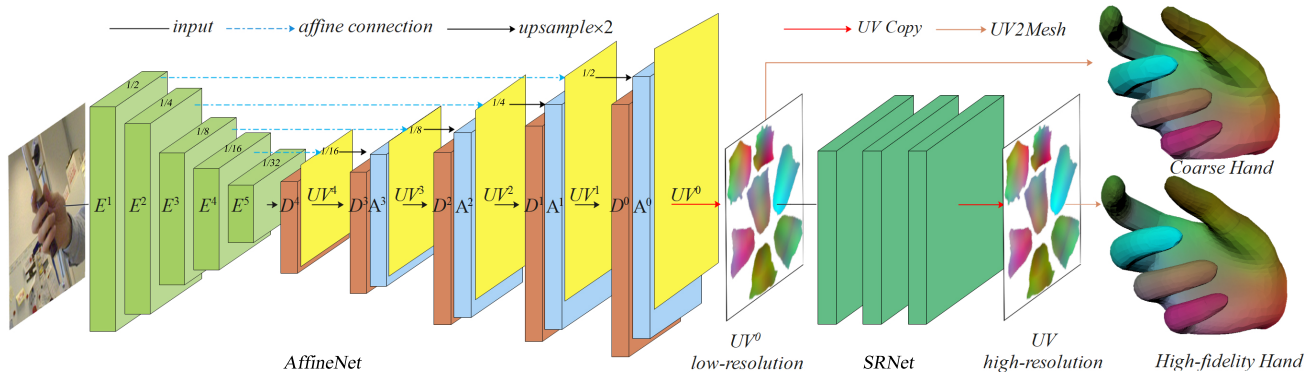 input
affine connection
upsample×2
UV Copy
UV2Mesh
1/2
1/4
1/8
1/16
1/32
1/16
1/8
1/4
1/2
E¹
E²
E³
E⁴
E⁵
D⁴
UV⁴
D³
A³
UV³
D²
A²
UV²
D¹
A¹
UV¹
D⁰
A⁰
UV⁰
Coarse Hand
UV⁰
low-resolution
UV
high-resolution
AffineNet
SRNet
High-fidelity Hand